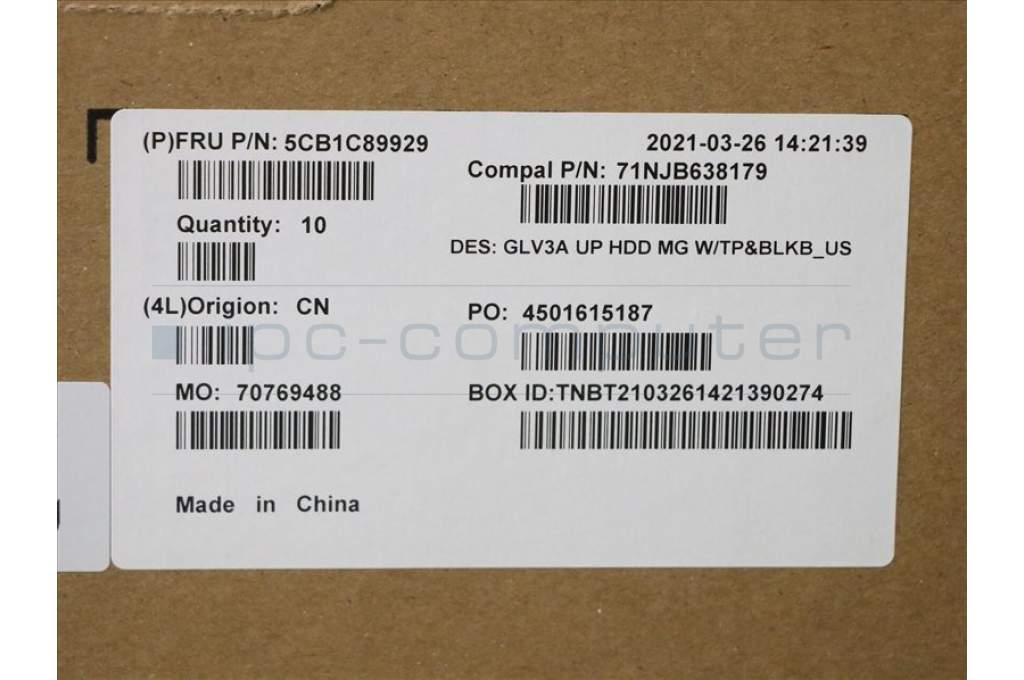 (P)FRU P/N: 5CB1C89929
2021-03-26 14:21:39
Compal P/N: 71NJB638179
Quantity: 10
DES: GLV3A UP HDD MG W/TP&BLKB_US
(4L)Origion: CN
PO: 4501615187
pc-computer
MO: 70769488
BOX ID:TNBT2103261421390274
Made in China